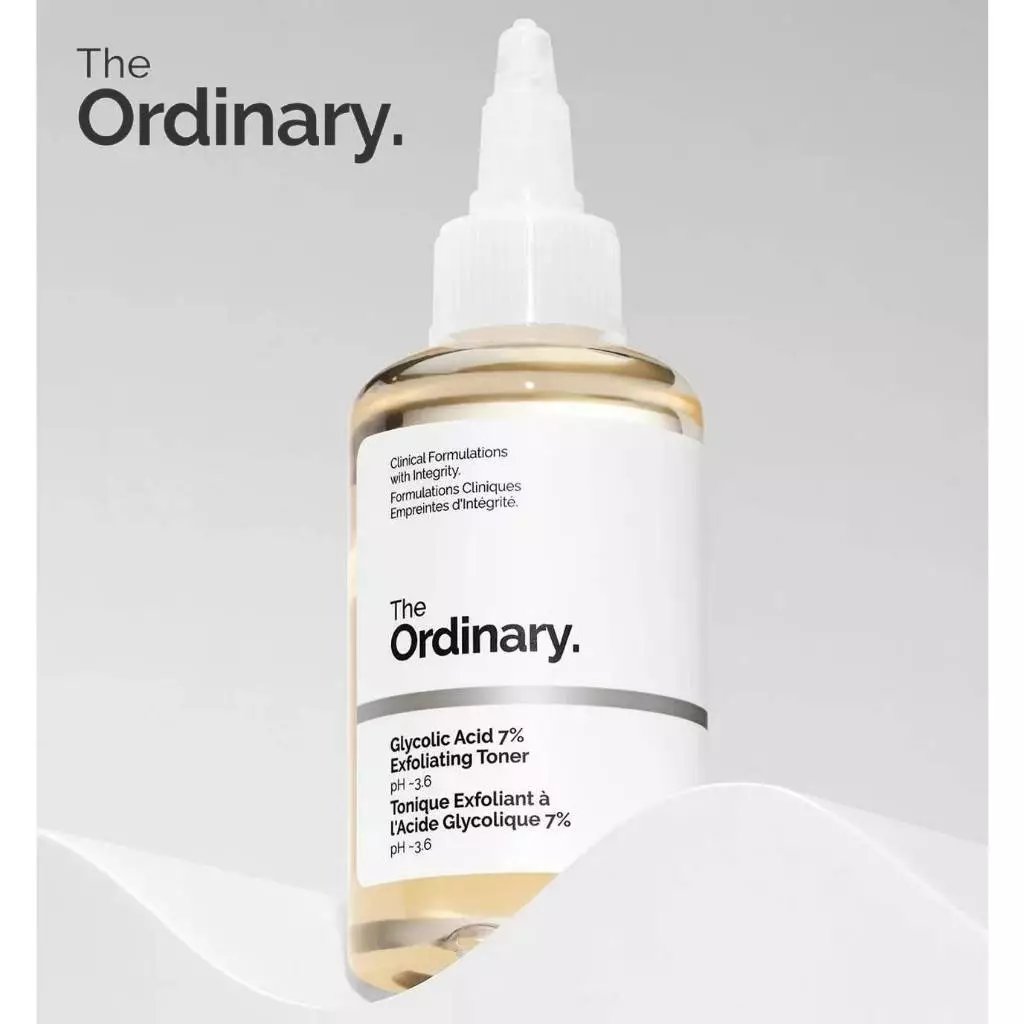 The
Ordinary.
Clinical Formulations
with Integrity.
Formulations Cliniques
Empreintes d'Intégrité.
The
Ordinary.
Glycolic Acid 7%
Exfoliating Toner
pH ~3.6
Tonique Exfoliant à
l'Acide Glycolique 7%
pH ~3.6